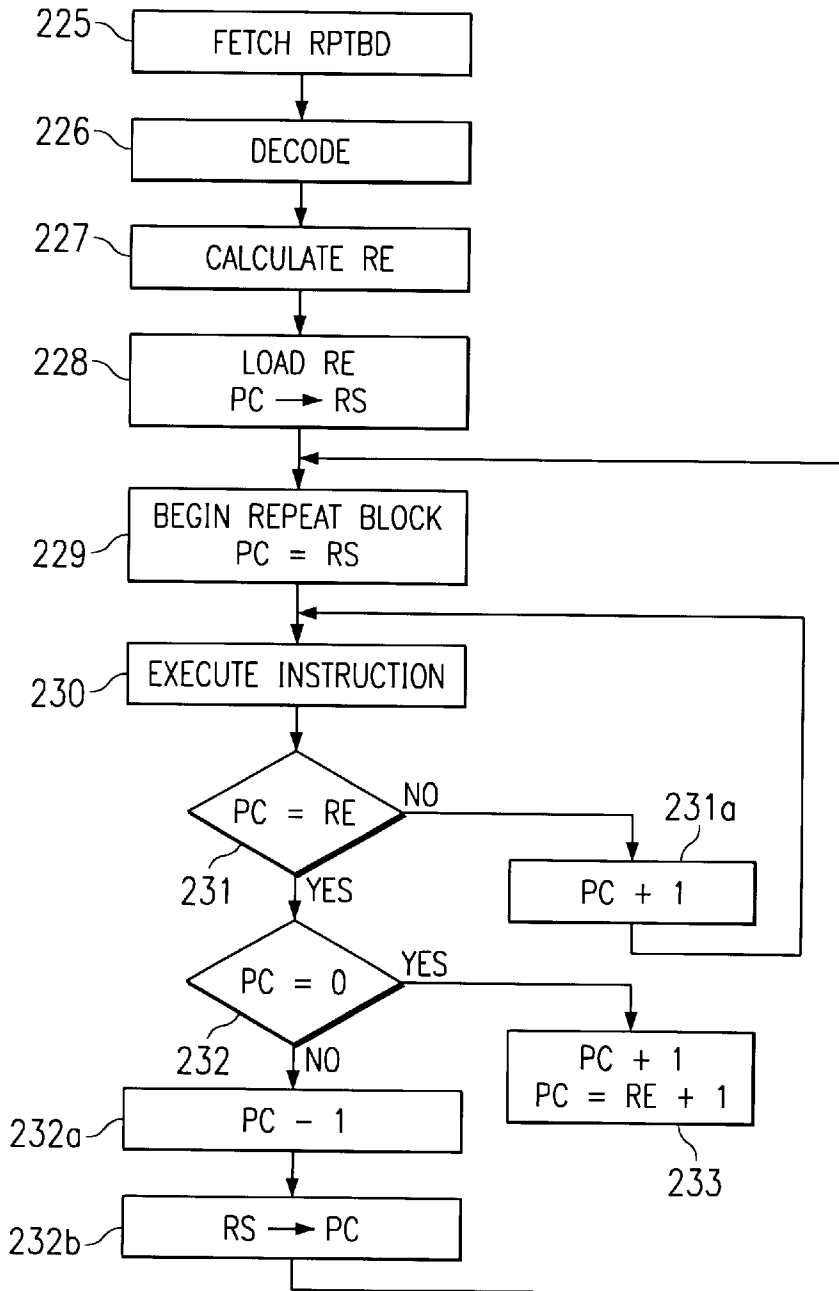 225
FETCH RPTBD
226
DECODE
227
CALCULATE RE
228
LOAD RE
PC → RS
229
BEGIN REPEAT BLOCK
PC = RS
230
EXECUTE INSTRUCTION
231
PC = RE
NO
YES
231a
PC + 1
232
PC = 0
YES
NO
233
PC + 1
PC = RE + 1
232a
PC - 1
232b
RS → PC